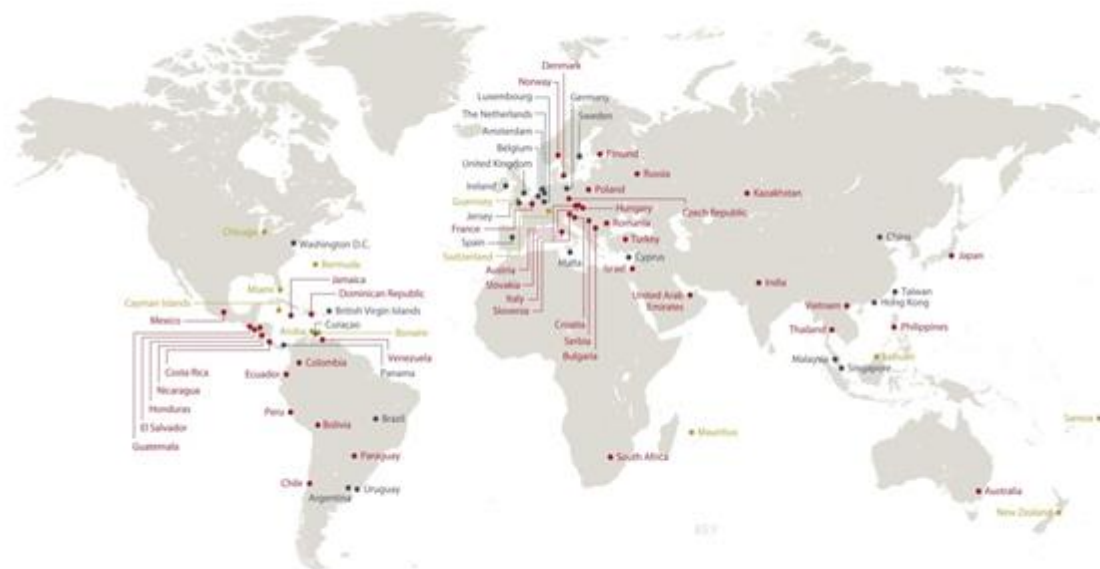 Denmark
Norway
Luxembourg
Germany
The Netherlands
Sweden
Amsterdam
Belgium
United Kingdom
Finland
Russia
Ireland
Poland
Kazakhstan
Guernsey
Jersey
Hungary
Czech Republic
France
Romania
Spain
Turkey
Switzerland
Austria
Malta
Cyprus
Israel
Slovakia
Italy
Slovenia
United Arab
Emirates
Croatia
Serbia
Bulgaria
Chicago
Washington D.C.
Bermuda
Miami
Jamaica
Cayman Islands
Dominican Republic
Mexico
British Virgin Islands
Curaçao
Aruba
Bonaire
Venezuela
Panama
Costa Rica
Nicaragua
Honduras
El Salvador
Guatemala
Colombia
Ecuador
Peru
Bolivia
Brazil
Paraguay
Chile
Argentina
Uruguay
China
Japan
India
Taiwan
Hong Kong
Vietnam
Thailand
Philippines
Malaysia
Singapore
Mauritius
South Africa
Samoa
Australia
New Zealand
KEY